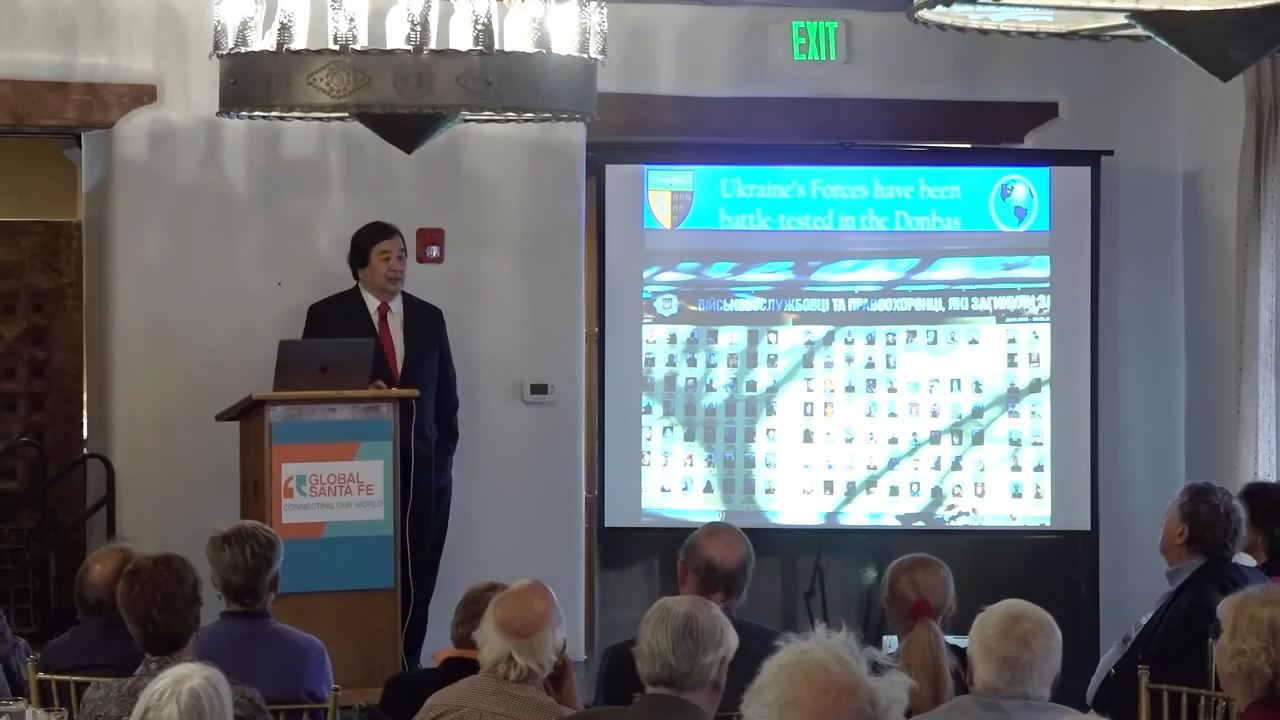 EXIT
Ukraine's Forces have been
battle-tested in the Donbas
ВІЙСЬКОВОСЛУЖБОВЦІ ТА ПРАВООХОРОНЦІ, ЯКІ ЗАГИНУЛИ
GLOBAL
SANTA FE
CONNECTING OUR WORLD